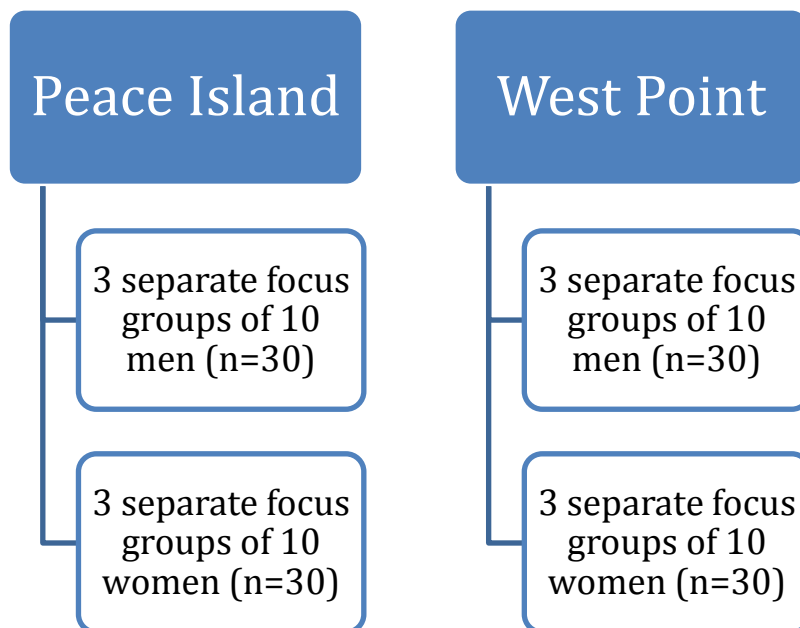 Peace Island
3 separate focus
groups of 10
men (n=30)
3 separate focus
groups of 10
women (n=30)
West Point
3 separate focus
groups of 10
men (n=30)
3 separate focus
groups of 10
women (n=30)